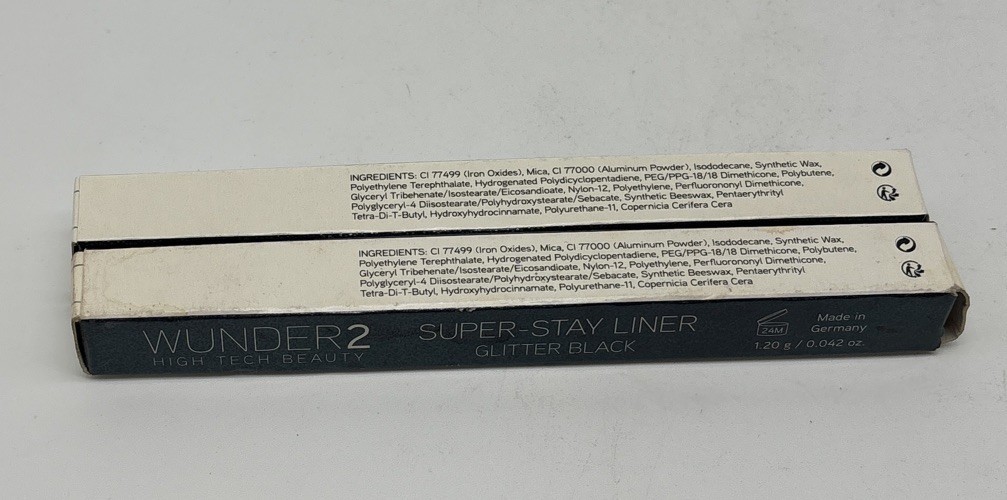 INGREDIENTS: CI 77499 (Iron Oxides), Mica, CI 77000 (Aluminum Powder), Isododecane, Synthetic Wax,
Polyethylene Terephthalate, Hydrogenated Polydicyclopentadiene, PEG/PPG-18/18 Dimethicone, Polybutene,
Glyceryl Tribehenate/Isostearate/Eicosandioate, Nylon-12, Polyethylene, Perfluorononyl Dimethicone,
Polyglyceryl-4 Diisostearate/Polyhydroxystearate/Sebacate, Synthetic Beeswax, Pentaerythrityl
Tetra-Di-T-Butyl, Hydroxyhydrocinnamate, Polyurethane-11, Copernicia Cerifera Cera
INGREDIENTS: CI 77499 (Iron Oxides), Mica, CI 77000 (Aluminum Powder), Isododecane, Synthetic Wax,
Polyethylene Terephthalate, Hydrogenated Polydicyclopentadiene, PEG/PPG-18/18 Dimethicone, Polybutene,
Glyceryl Tribehenate/Isostearate/Eicosandioate, Nylon-12, Polyethylene, Perfluorononyl Dimethicone,
Polyglyceryl-4 Diisostearate/Polyhydroxystearate/Sebacate, Synthetic Beeswax, Pentaerythrityl
Tetra-Di-T-Butyl, Hydroxyhydrocinnamate, Polyurethane-11, Copernicia Cerifera Cera
WUNDER2
HIGH TECH BEAUTY
SUPER-STAY LINER
GLITTER BLACK
24M
Made in
Germany
1.20 g / 0.042 oz.